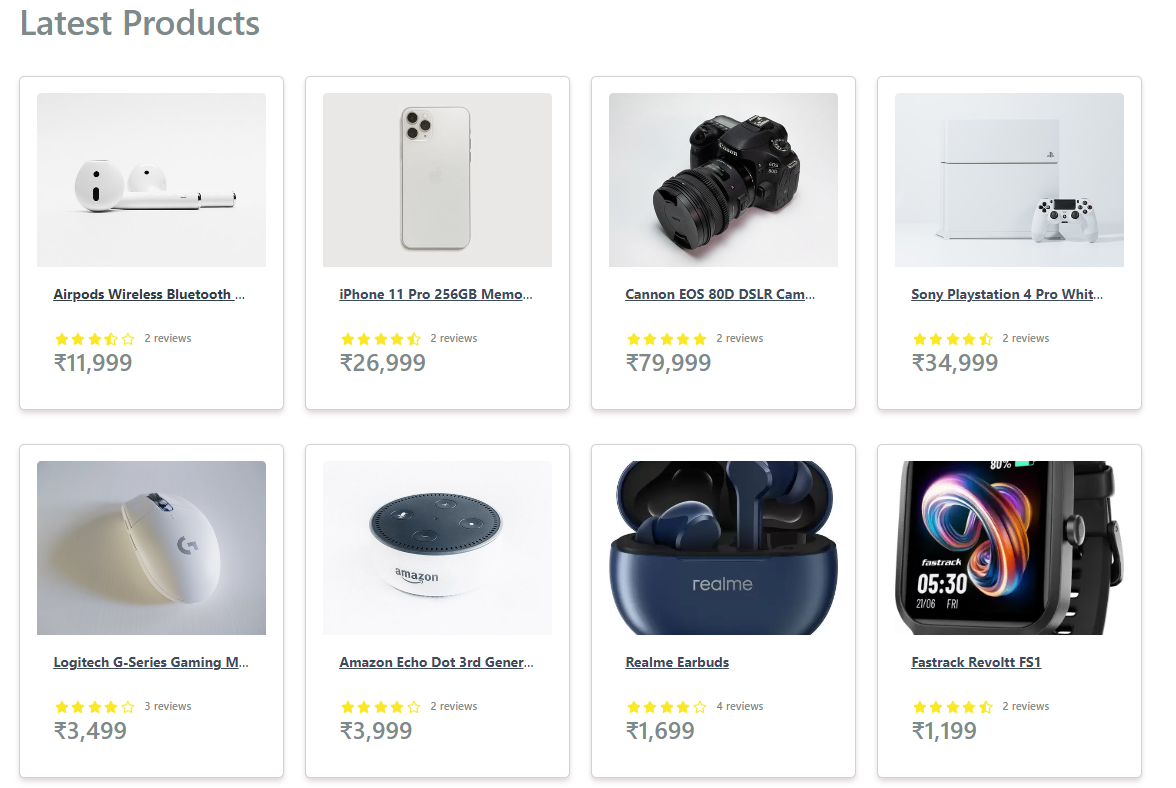 Latest Products
Airpods Wireless Bluetooth ...
iPhone 11 Pro 256GB Memo...
Cannon EOS 80D DSLR Cam...
Sony Playstation 4 Pro Whit...
2 reviews
2 reviews
2 reviews
2 reviews
₹11,999
₹26,999
₹79,999
₹34,999
Canon
EOS
80D
amazon
realme
80%
fastrack
05:30
21/06 FRI
Logitech G-Series Gaming M...
Amazon Echo Dot 3rd Gener...
Realme Earbuds
Fastrack Revoltt FS1
3 reviews
2 reviews
4 reviews
2 reviews
₹3,499
₹3,999
₹1,699
₹1,199